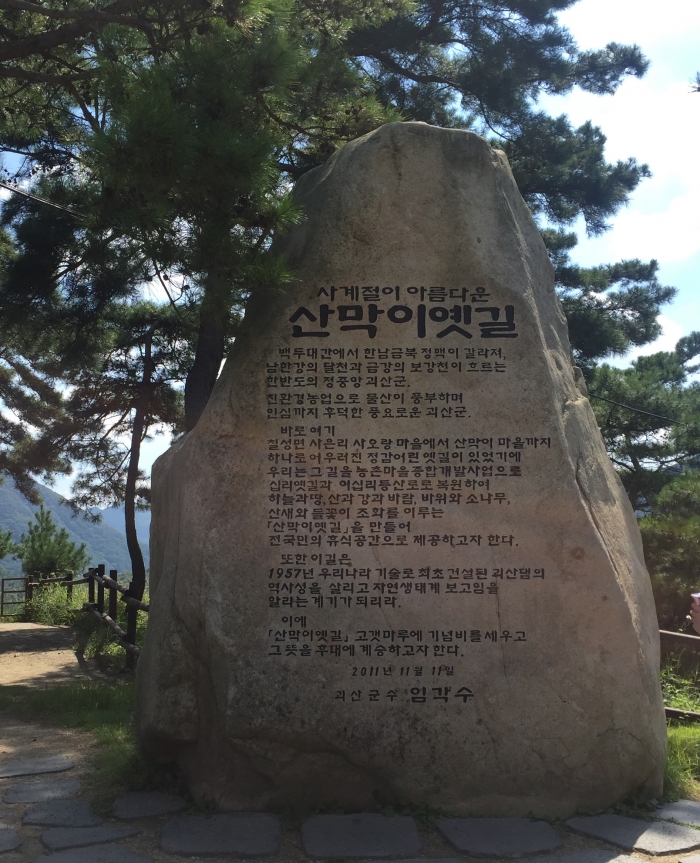 사계절이 아름다운
산막이옛길
백두대간에서 한남금북 정맥이 갈라져,
남한강의 달천과 금강의 보강천이 흐르는
한반도의 정중앙 괴산군.
친환경농업으로 물산이 풍부하며
인심까지 후덕한 풍요로운 괴산군.
바로 여기
칠성면 사은리 사오랑 마을에서 산막이 마을까지
하나로 어우러진 정감어린 옛길이 있었기에
우리는 그 길을 농촌마을종합개발사업으로
십리옛길과 이십리등산로로 복원하여
하늘과 땅, 산과 강과 바람, 바위와 소나무,
산새와 들꽃이 조화를 이루는
「산막이옛길」을 만들어
전국민의 휴식공간으로 제공하고자 한다.
또한 이길은
1957년 우리나라 기술로 최초 건설된 괴산댐의
역사성을 살리고 자연생태계 보고임을
알리는 계기가 되리라.
이에
「산막이옛길」 고갯마루에 기념비를 세우고
그 뜻을 후대에 계승하고자 한다.
2011년 11월 11일
괴산군수 임각수